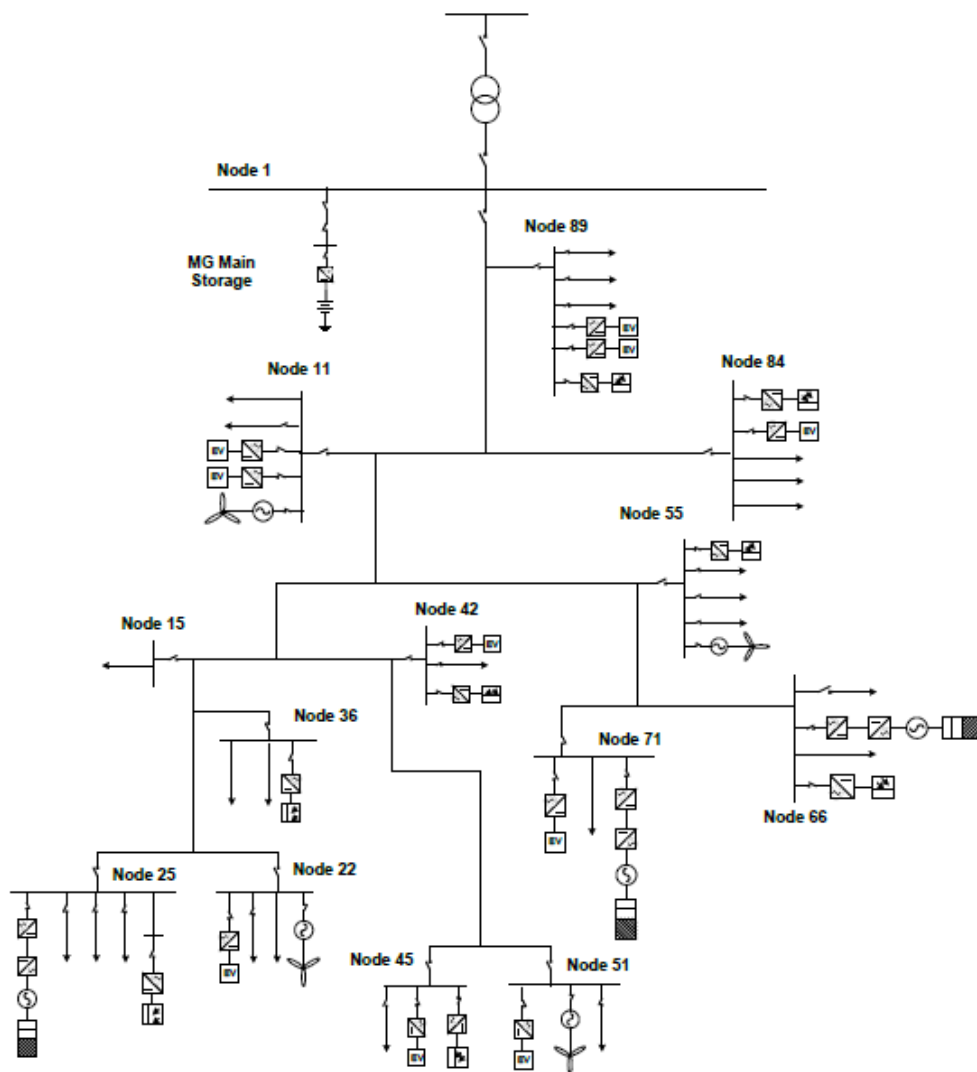 Node 1
Node 89
MG Main
Storage
EV
EV
Node 11
Node 84
EV
EV
EV
Node 55
Node 15
Node 42
EV
Node 36
Node 71
Node 66
EV
Node 25
Node 22
EV
Node 45
Node 51
EV
EV